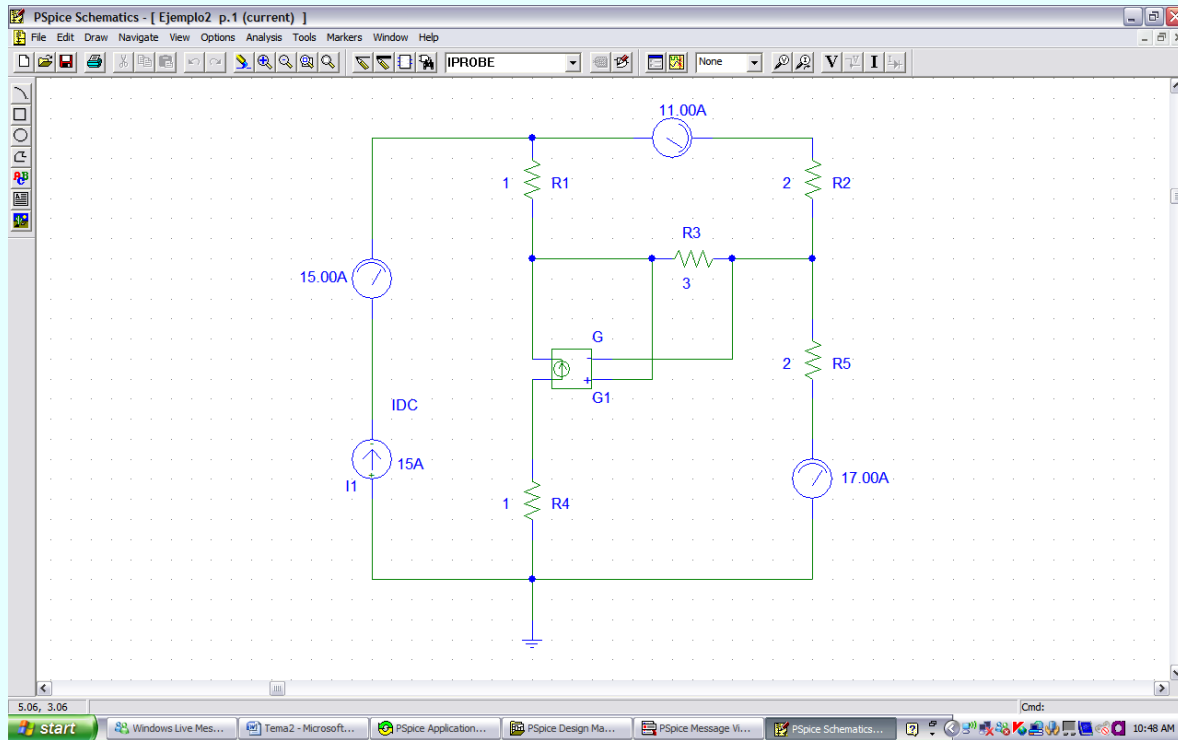 PSpice Schematics - [ Ejemplo2 p.1 (current) ]
File Edit Draw Navigate View Options Analysis Tools Markers Window Help
IPROBE None V I
11.00A
1 R1 2 R2
R3
15.00A
3
G
2 R5
G1
IDC
15A
17.00A
I1
1 R4
5.06, 3.06 Cmd:
start Windows Live Mes... Tema2 - Microsoft... PSpice Application... PSpice Design Ma... PSpice Message Vi... PSpice Schematics... 10:48 AM